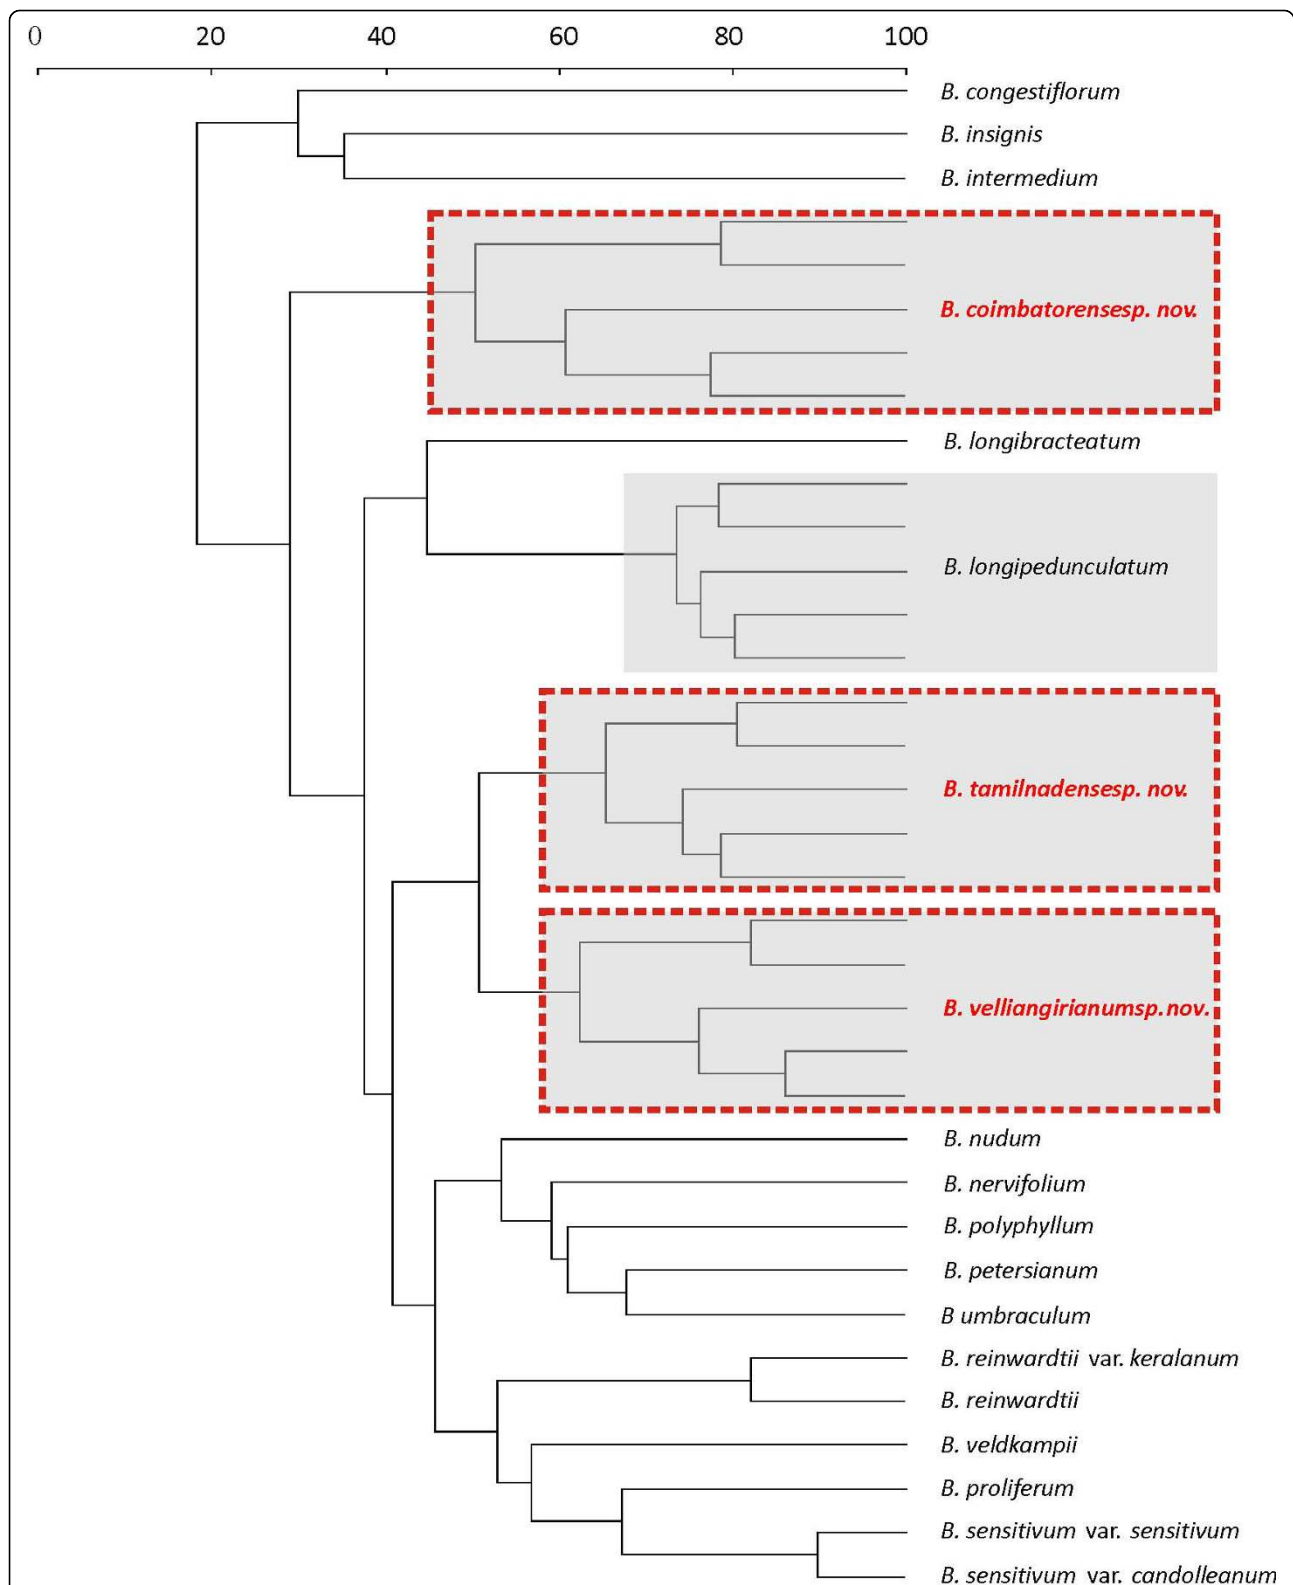 0 20 40 60 80 100
B. congestiflorum
B. insignis
B. intermedium
B. coimbatorensesp. nov.
B. longibracteatum
B. longipedunculatum
B. tamilnadensesp. nov.
B. velliangirianumsp. nov.
B. nudum
B. nervifolium
B. polyphyllum
B. petersianum
B umbraculum
B. reinwardtii var. keralanum
B. reinwardtii
B. veldkampii
B. proliferum
B. sensitivum var. sensitivum
B. sensitivum var. candolleanum